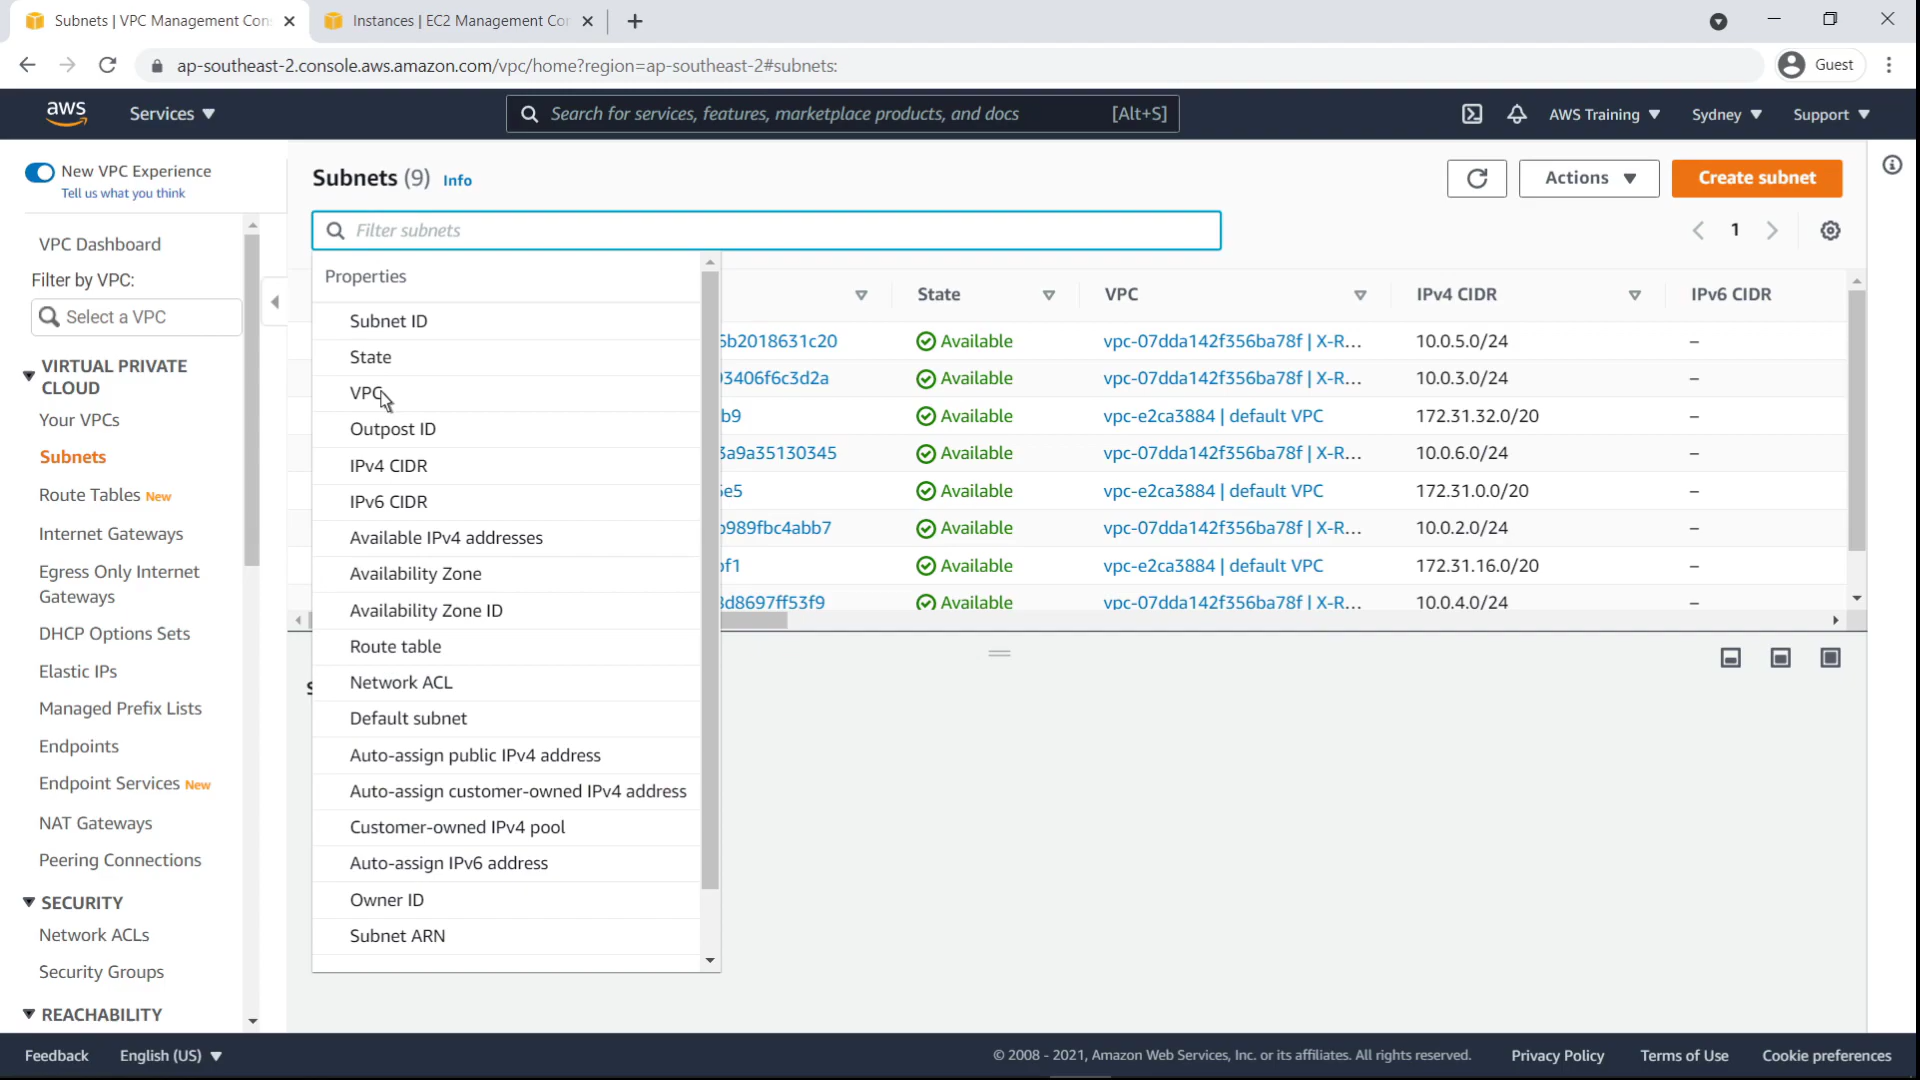 Subnets | VPC Management Con
Instances | EC2 Management Co
ap-southeast-2.console.aws.amazon.com/vpc/home?region=ap-southeast-2#subnets:
Guest
aws
Services
Search for services, features, marketplace products, and docs
[Alt+S]
AWS Training
Sydney
Support
New VPC Experience
Tell us what you think
VPC Dashboard
Filter by VPC:
Select a VPC
VIRTUAL PRIVATE
CLOUD
Your VPCs
Subnets
Route Tables New
Internet Gateways
Egress Only Internet
Gateways
DHCP Options Sets
Elastic IPs
Managed Prefix Lists
Endpoints
Endpoint Services New
NAT Gateways
Peering Connections
SECURITY
Network ACLs
Security Groups
REACHABILITY
Subnets (9) Info
Actions
Create subnet
Filter subnets
1
Properties
Subnet ID
State
VPC
Outpost ID
IPv4 CIDR
IPv6 CIDR
Available IPv4 addresses
Availability Zone
Availability Zone ID
Route table
Network ACL
Default subnet
Auto-assign public IPv4 address
Auto-assign customer-owned IPv4 address
Customer-owned IPv4 pool
Auto-assign IPv6 address
Owner ID
Subnet ARN
State VPC IPv4 CIDR IPv6 CIDR
6b2018631c20 Available vpc-07dda142f356ba78f | X-R... 10.0.5.0/24 –
93406f6c3d2a Available vpc-07dda142f356ba78f | X-R... 10.0.3.0/24 –
b9 Available vpc-e2ca3884 | default VPC 172.31.32.0/20 –
3a9a35130345 Available vpc-07dda142f356ba78f | X-R... 10.0.6.0/24 –
e5 Available vpc-e2ca3884 | default VPC 172.31.0.0/20 –
b989fbc4abb7 Available vpc-07dda142f356ba78f | X-R... 10.0.2.0/24 –
bf1 Available vpc-e2ca3884 | default VPC 172.31.16.0/20 –
8d8697ff53f9 Available vpc-07dda142f356ba78f | X-R... 10.0.4.0/24 –
Feedback
English (US)
© 2008 - 2021, Amazon Web Services, Inc. or its affiliates. All rights reserved.
Privacy Policy
Terms of Use
Cookie preferences